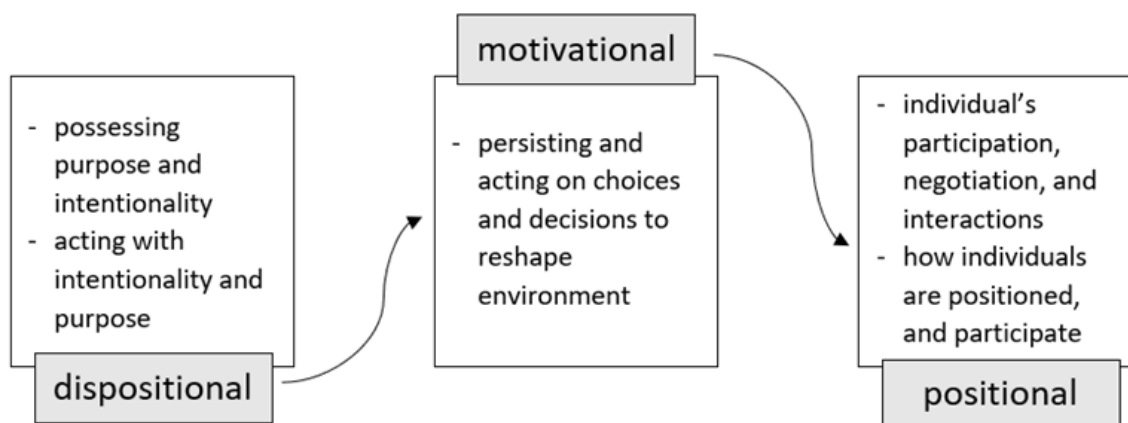 - possessing
purpose and
intentionality
- acting with
intentionality and
purpose
dispositional
motivational
- persisting and
acting on choices
and decisions to
reshape
environment
- individual's
participation,
negotiation, and
interactions
- how individuals
are positioned,
and participate
positional